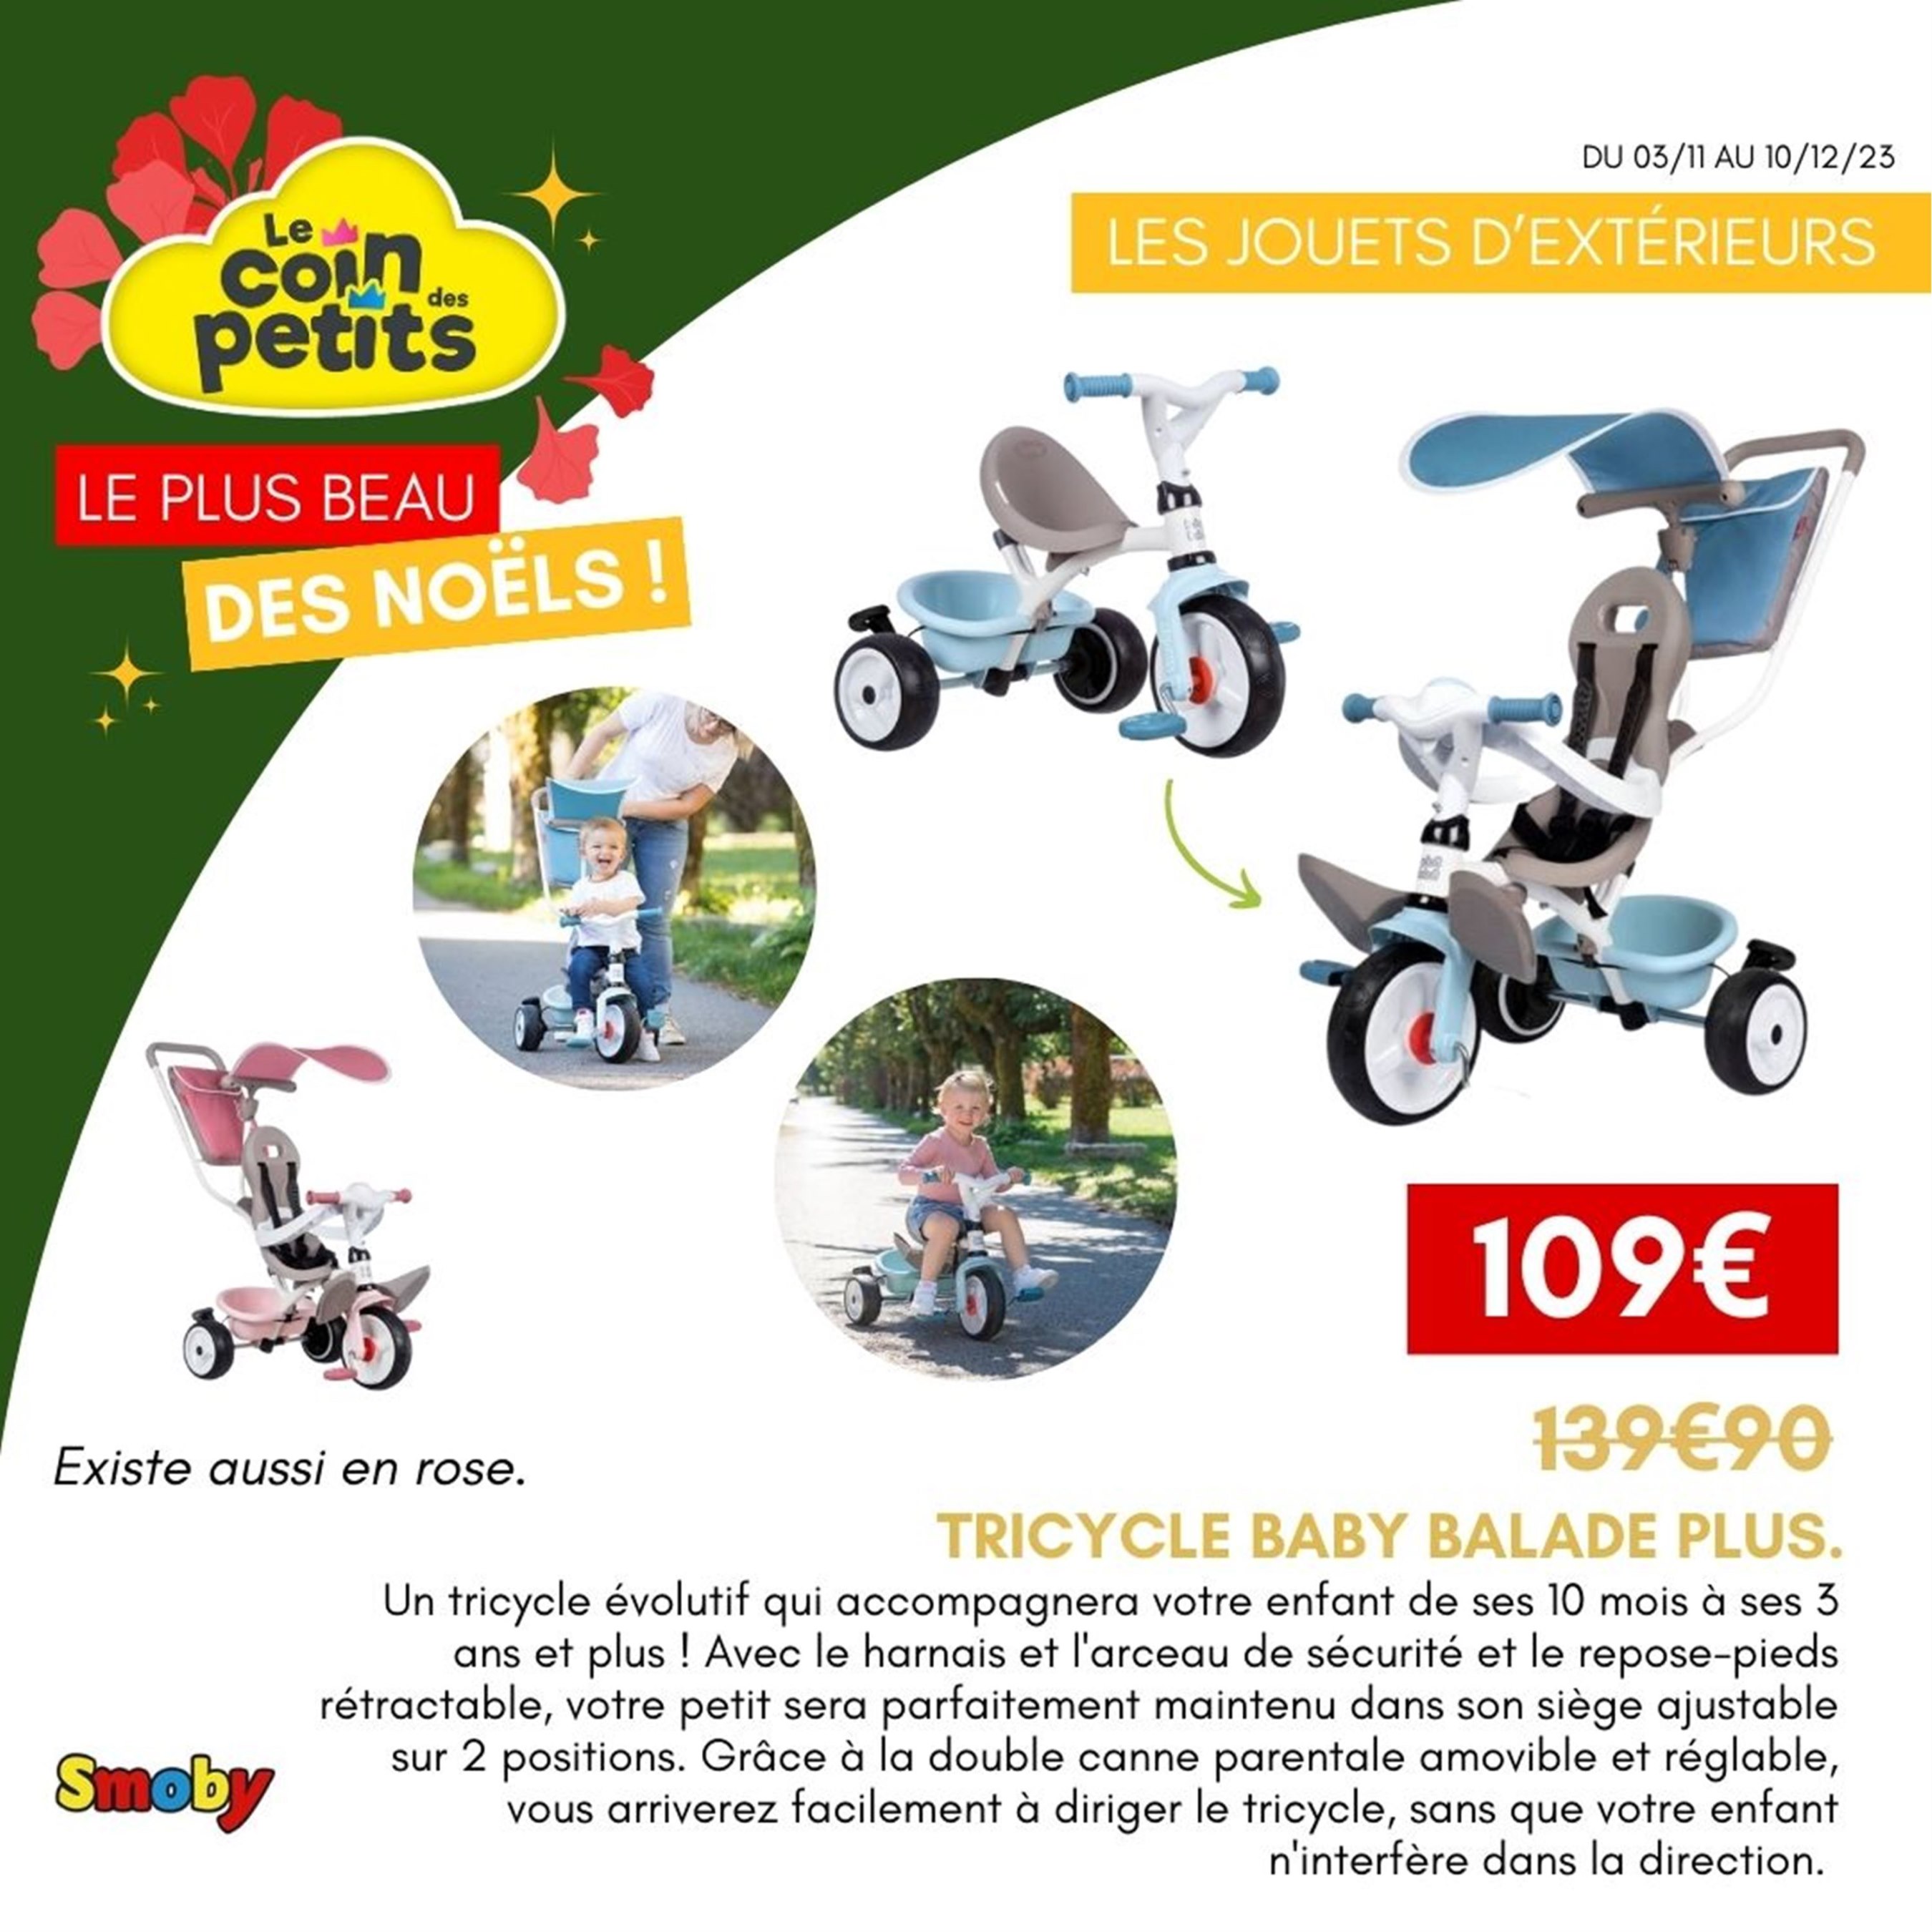 DU 03/11 AU 10/12/23
LES JOUETS D'EXTÉRIEURS
Le
coin
des
petits
LE PLUS BEAU
DES NOËLS !
109€
139€90
Existe aussi en rose.
TRICYCLE BABY BALADE PLUS.
Un tricycle évolutif qui accompagnera votre enfant de ses 10 mois à ses 3
ans et plus ! Avec le harnais et l'arceau de sécurité et le repose-pieds
rétractable, votre petit sera parfaitement maintenu dans son siège ajustable
sur 2 positions. Grâce à la double canne parentale amovible et réglable,
vous arriverez facilement à diriger le tricycle, sans que votre enfant
n'interfère dans la direction.
Smoby